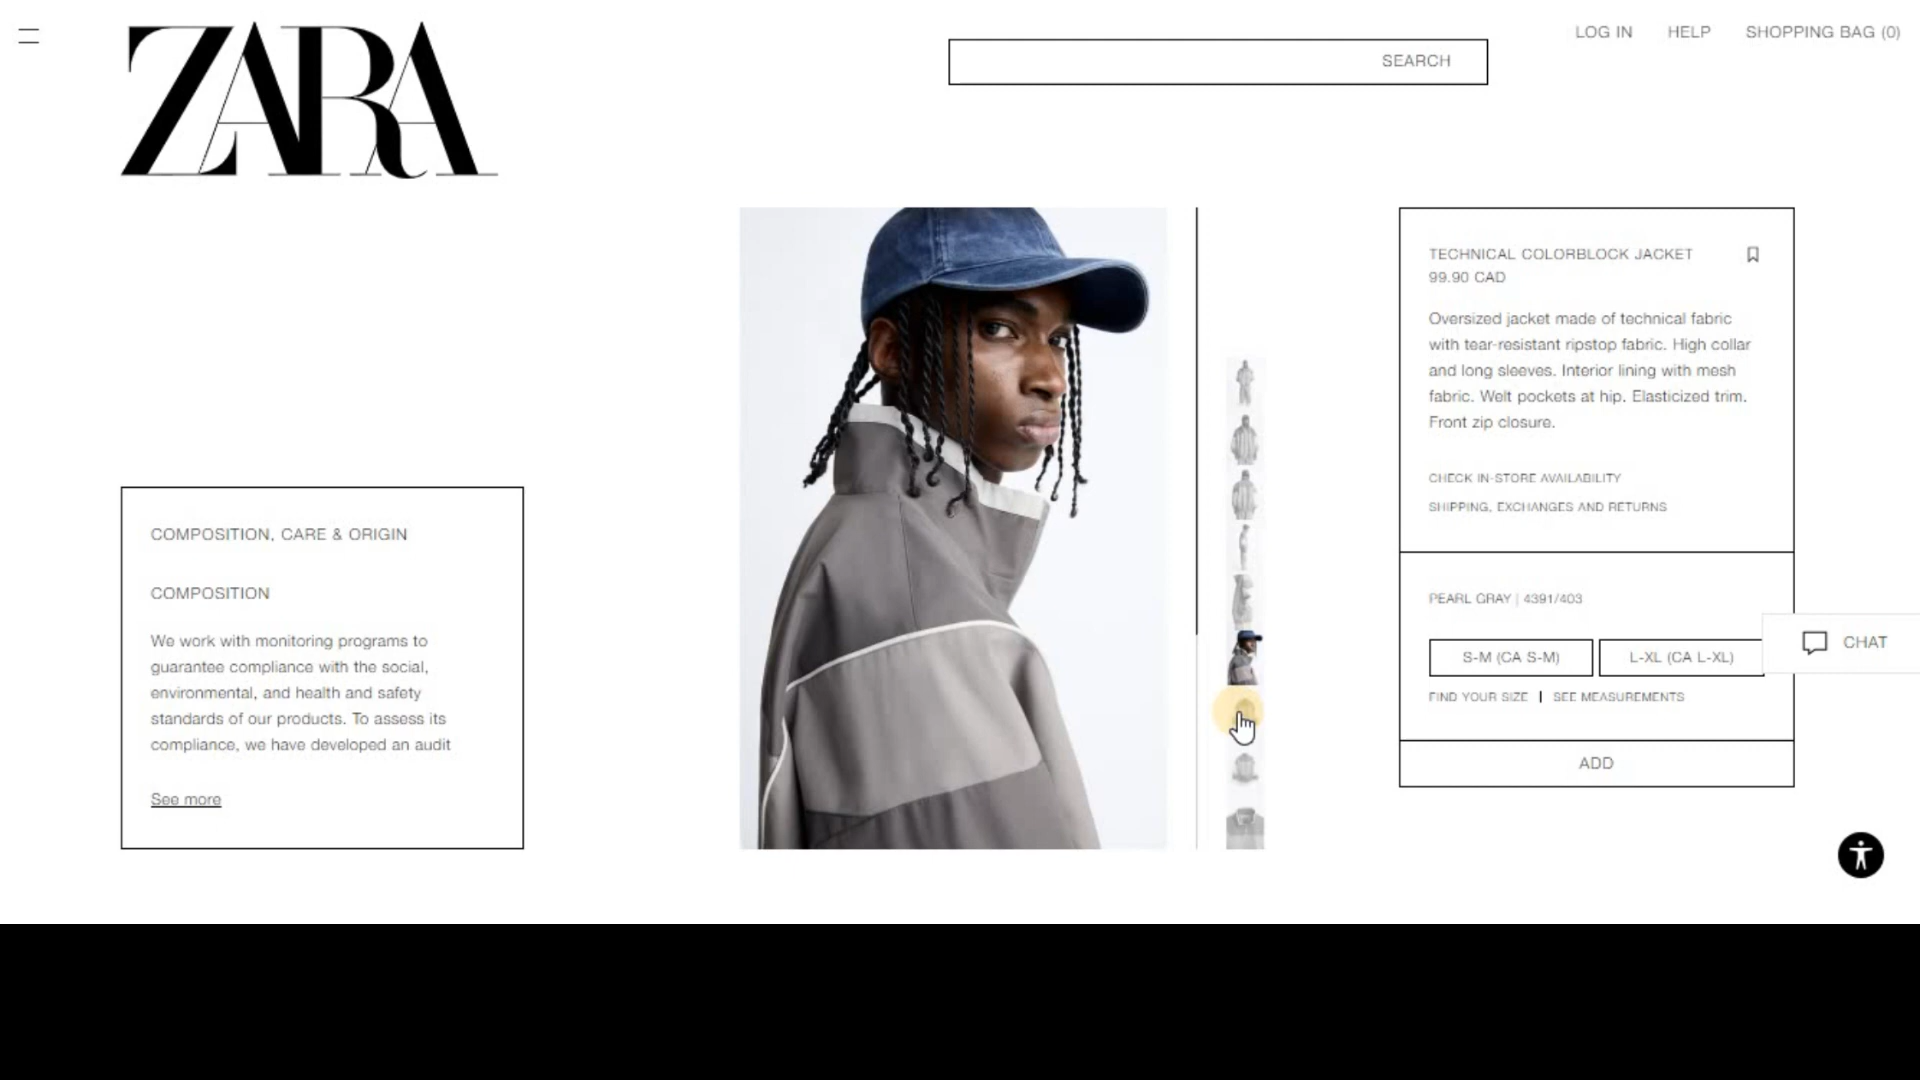 ZARA
SEARCH
LOG IN
HELP
SHOPPING BAG (0)
TECHNICAL COLORBLOCK JACKET
99.90 CAD
Oversized jacket made of technical fabric
with tear-resistant ripstop fabric. High collar
and long sleeves. Interior lining with mesh
fabric. Welt pockets at hip. Elasticized trim.
Front zip closure.
CHECK IN-STORE AVAILABILITY
SHIPPING, EXCHANGES AND RETURNS
PEARL GRAY | 4391/403
S-M (CA S-M)
L-XL (CA L-XL)
FIND YOUR SIZE | SEE MEASUREMENTS
ADD
CHAT
COMPOSITION, CARE & ORIGIN
COMPOSITION
We work with monitoring programs to
guarantee compliance with the social,
environmental, and health and safety
standards of our products. To assess its
compliance, we have developed an audit
See more